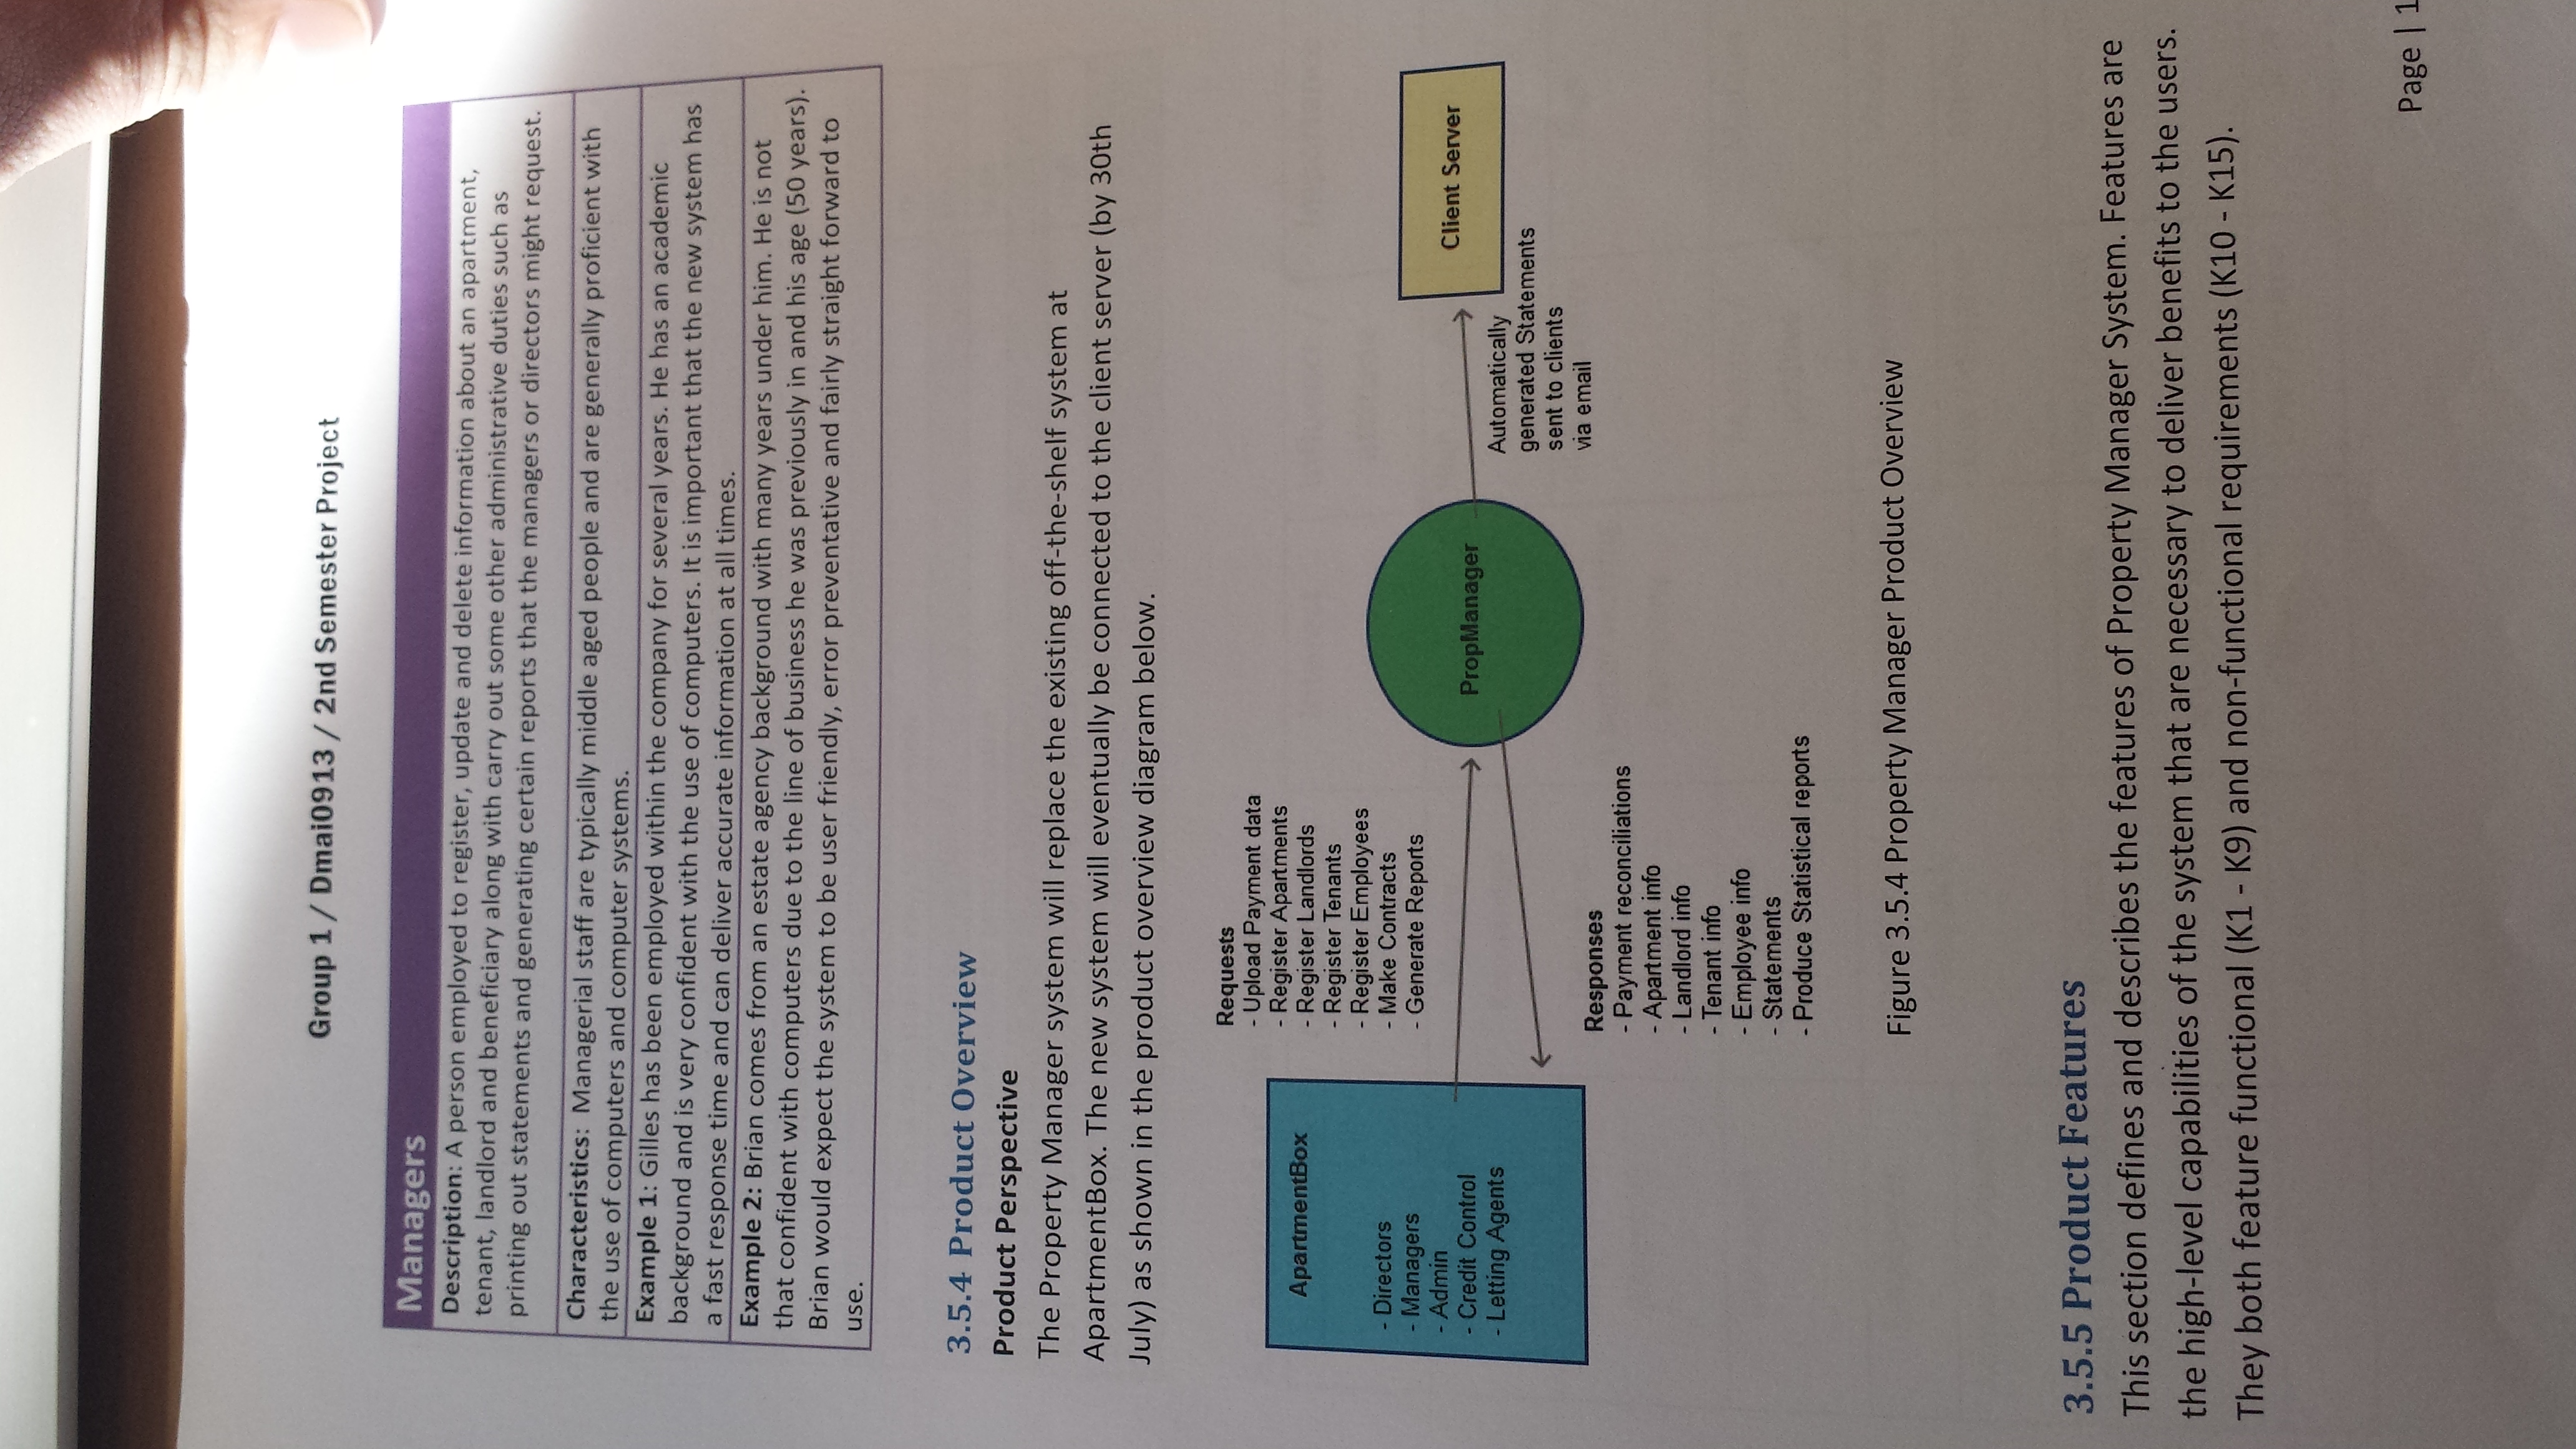 Group 1 / Dmai0913 / 2nd Semester Project
Managers
Description: A person employed to register, update and delete information about an apartment,
tenant, landlord and beneficiary along with carry out some other administrative duties such as
printing out statements and generating certain reports that the managers or directors might request.
Characteristics: Managerial staff are typically middle aged people and are generally proficient with
the use of computers and computer systems.
Example 1: Gilles has been employed within the company for several years. He has an academic
background and is very confident with the use of computers. It is important that the new system has
a fast response time and can deliver accurate information at all times.
Example 2: Brian comes from an estate agency background with many years under him. He is not
that confident with computers due to the line of business he was previously in and his age (50 years).
Brian would expect the system to be user friendly, error preventative and fairly straight forward to
use.
3.5.4 Product Overview
Product Perspective
The Property Manager system will replace the existing off-the-shelf system at
ApartmentBox. The new system will eventually be connected to the client server (by 30th
July) as shown in the product overview diagram below.
ApartmentBox
- Directors
- Managers
- Admin
- Credit Control
- Letting Agents
Requests
- Upload Payment data
- Register Apartments
- Register Landlords
- Register Tenants
- Register Employees
- Make Contracts
- Generate Reports
PropManager
Client Server
Automatically
generated Statements
sent to clients
via email
Responses
- Payment reconciliations
- Apartment info
- Landlord info
- Tenant info
- Employee info
- Statements
- Produce Statistical reports
Figure 3.5.4 Property Manager Product Overview
3.5.5 Product Features
This section defines and describes the features of Property Manager System. Features are
the high-level capabilities of the system that are necessary to deliver benefits to the users.
They both feature functional (K1 - K9) and non-functional requirements (K10 - K15).
Page | 1